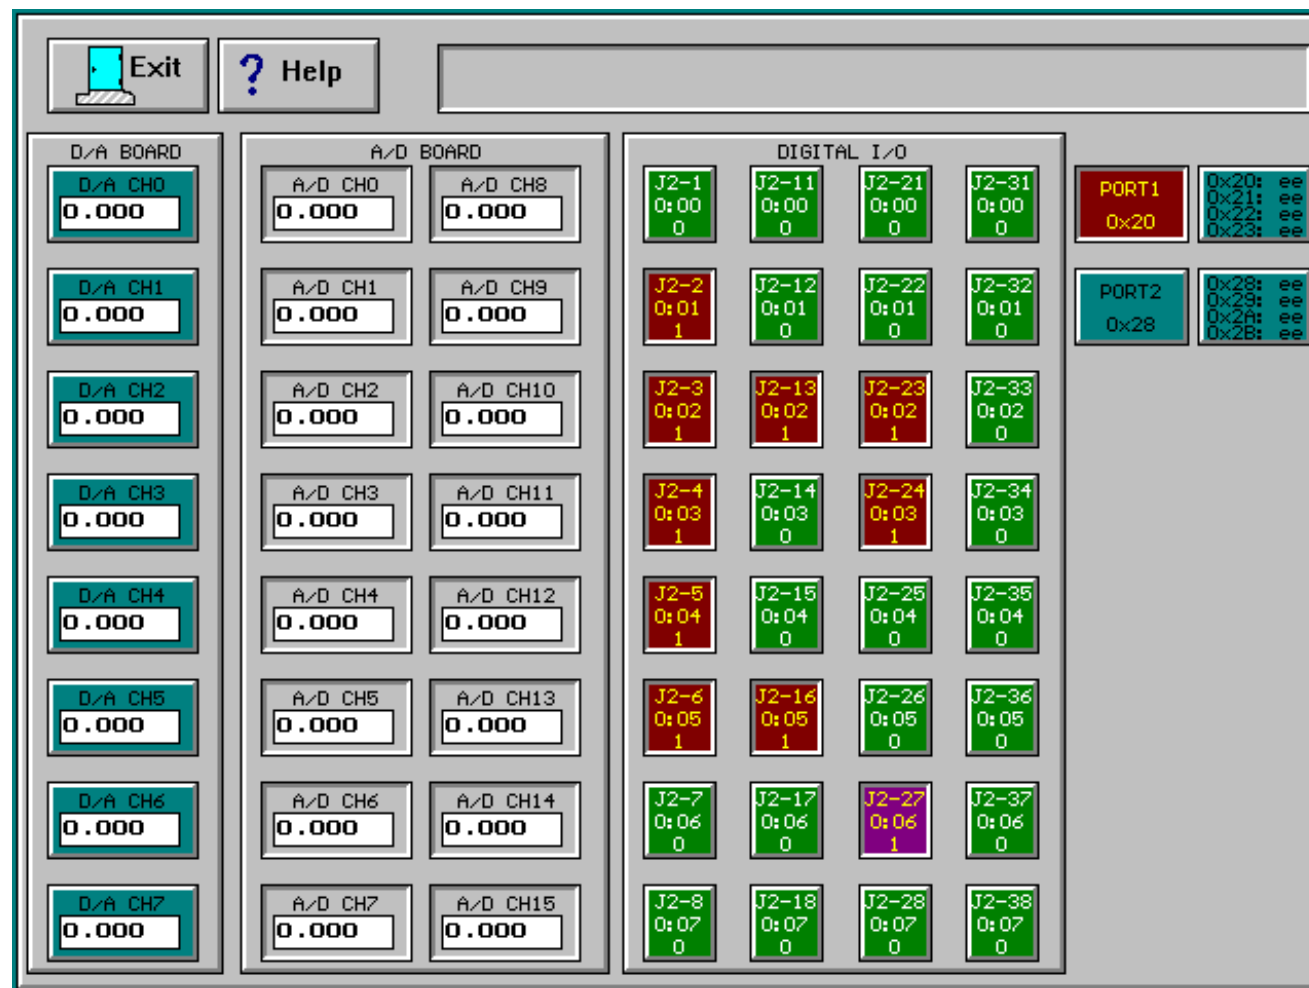 Exit
? Help
D/A BOARD
D/A CH0
0.000
D/A CH1
0.000
D/A CH2
0.000
D/A CH3
0.000
D/A CH4
0.000
D/A CH5
0.000
D/A CH6
0.000
D/A CH7
0.000
A/D BOARD
A/D CH0 A/D CH8
0.000 0.000
A/D CH1 A/D CH9
0.000 0.000
A/D CH2 A/D CH10
0.000 0.000
A/D CH3 A/D CH11
0.000 0.000
A/D CH4 A/D CH12
0.000 0.000
A/D CH5 A/D CH13
0.000 0.000
A/D CH6 A/D CH14
0.000 0.000
A/D CH7 A/D CH15
0.000 0.000
DIGITAL I/O
J2-1 J2-11 J2-21 J2-31
0:00 0:00 0:00 0:00
0 0 0 0
J2-2 J2-12 J2-22 J2-32
0:01 0:01 0:01 0:01
1 0 0 0
J2-3 J2-13 J2-23 J2-33
0:02 0:02 0:02 0:02
1 1 1 0
J2-4 J2-14 J2-24 J2-34
0:03 0:03 0:03 0:03
1 0 1 0
J2-5 J2-15 J2-25 J2-35
0:04 0:04 0:04 0:04
1 0 0 0
J2-6 J2-16 J2-26 J2-36
0:05 0:05 0:05 0:05
1 1 0 0
J2-7 J2-17 J2-27 J2-37
0:06 0:06 0:06 0:06
0 0 1 0
J2-8 J2-18 J2-28 J2-38
0:07 0:07 0:07 0:07
0 0 0 0
PORT1
0x20
0x20: ee
0x21: ee
0x22: ee
0x23: ee
PORT2
0x28
0x28: ee
0x29: ee
0x2A: ee
0x2B: ee